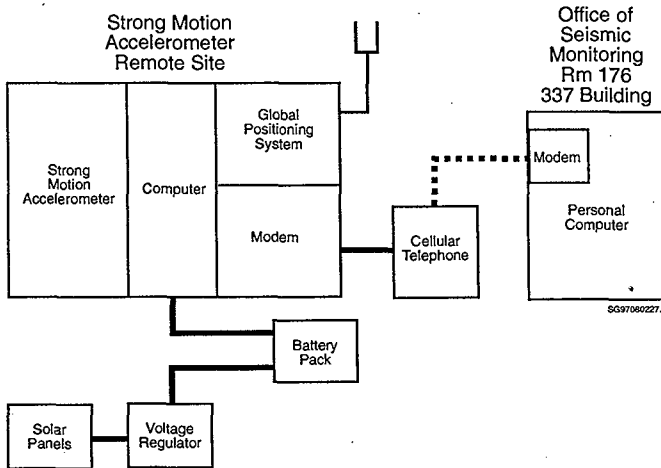 Strong Motion
Accelerometer
Remote Site
Office of
Seismic
Monitoring
Rm 176
337 Building
Strong
Motion
Accelerometer
Computer
Global
Positioning
System
Modem
Cellular
Telephone
Modem
Personal
Computer
SG97060227.
Battery
Pack
Solar
Panels
Voltage
Regulator